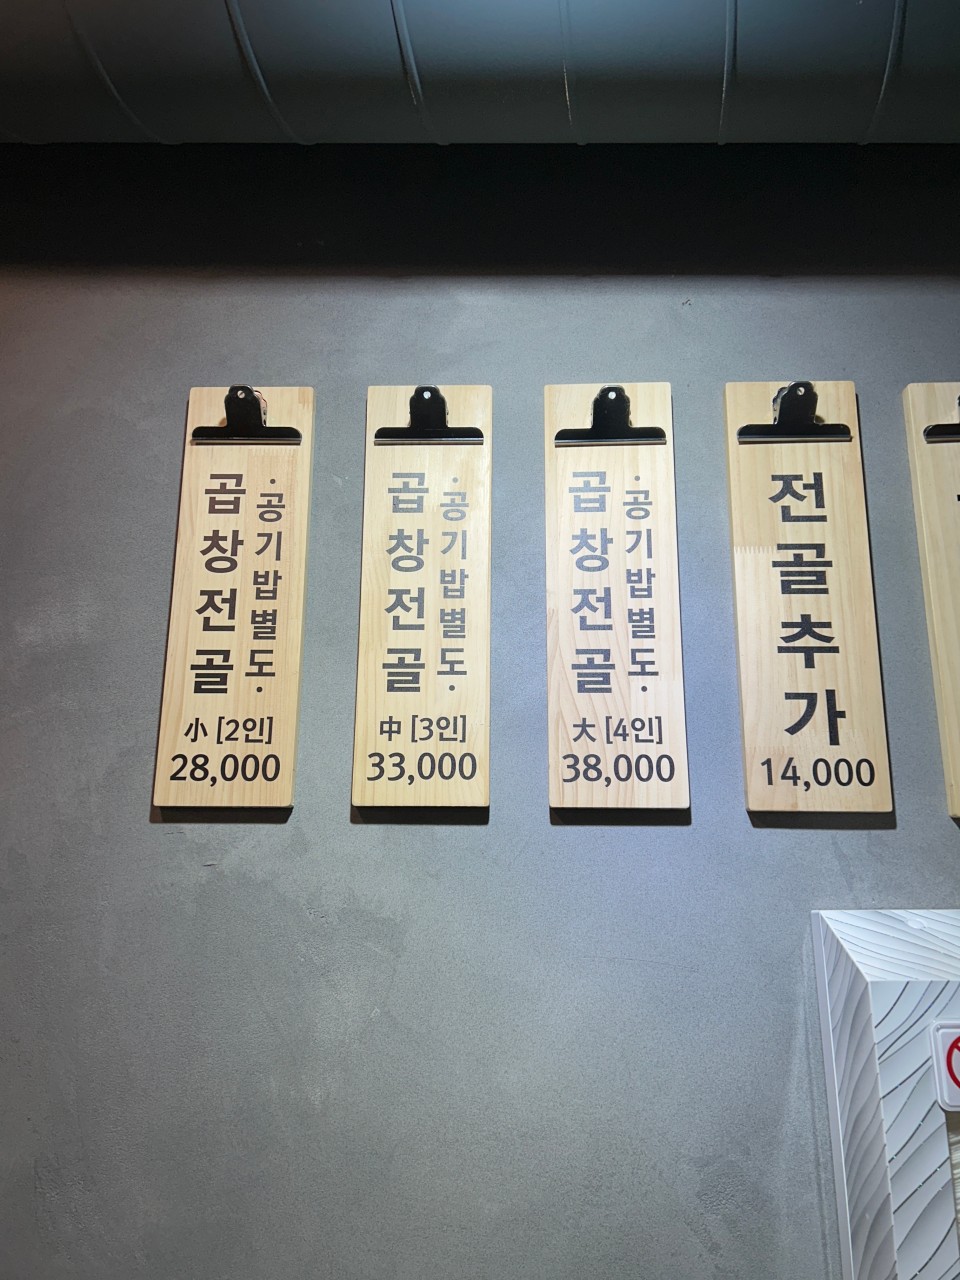 곱창전골
·공기밥별도·
小 [2인]
28,000
곱창전골
·공기밥별도·
中 [3인]
33,000
곱창전골
·공기밥별도·
大 [4인]
38,000
전골추가
14,000